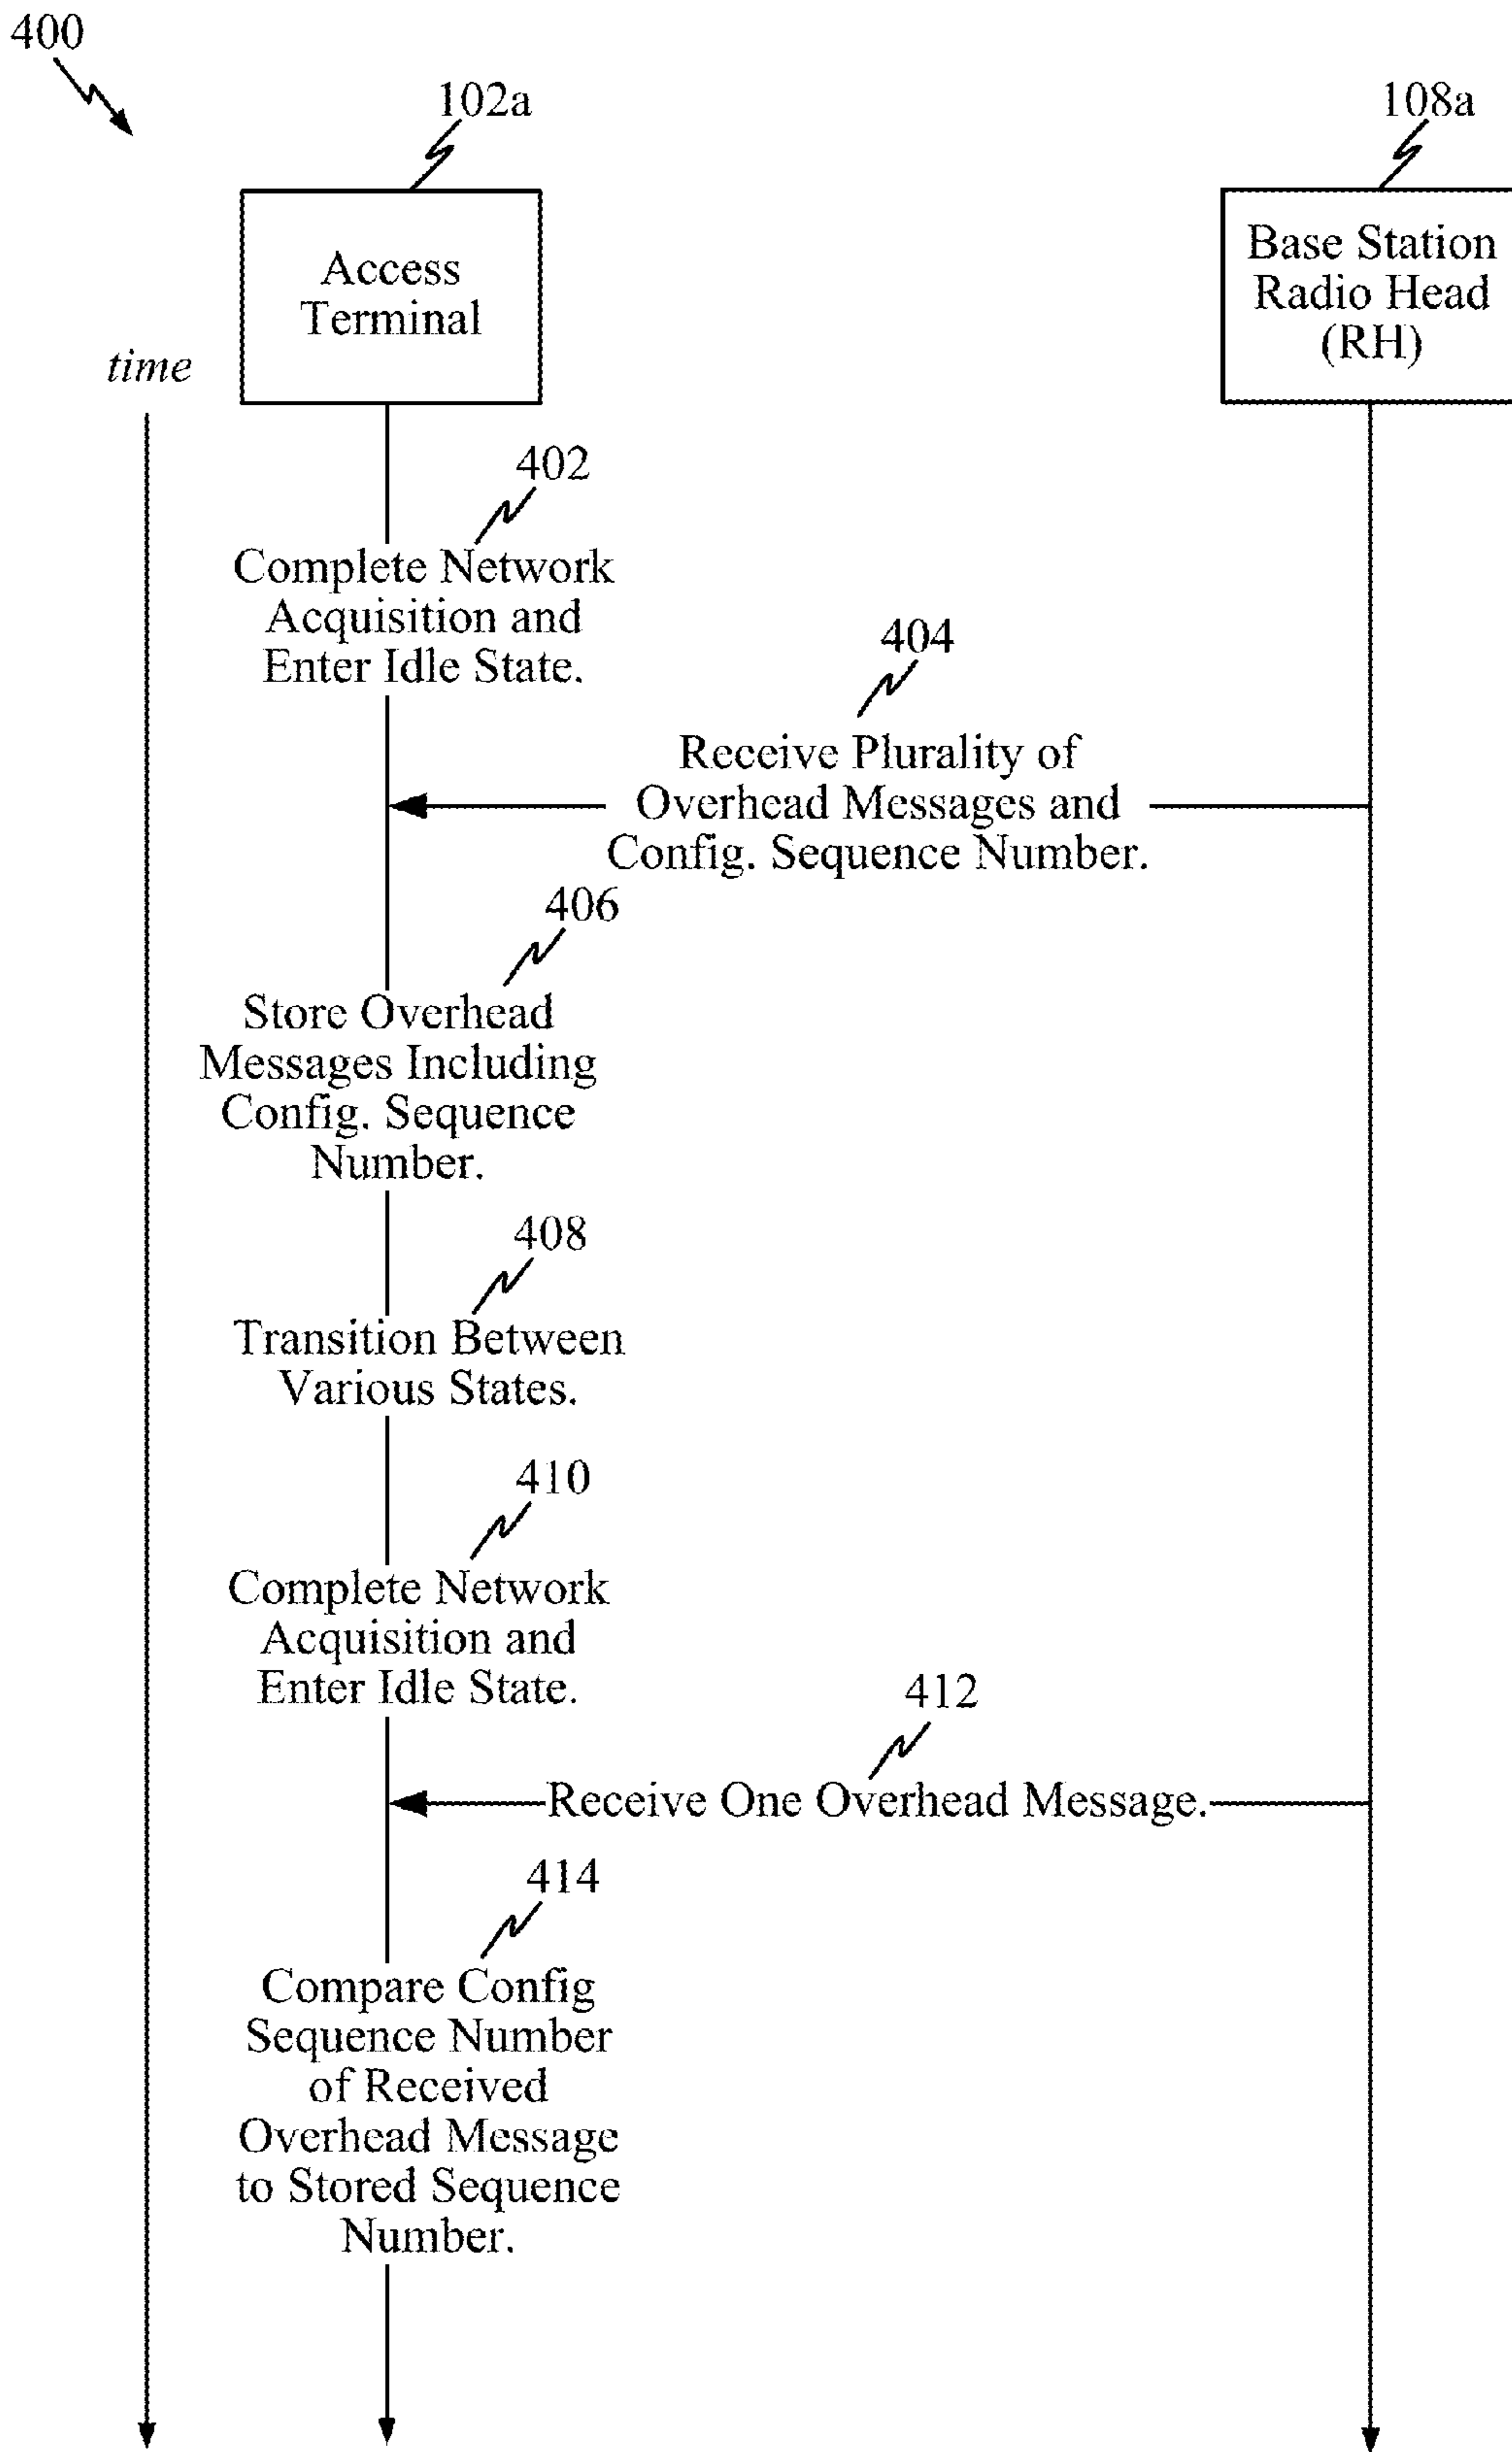 400
102a
108a
Access
Terminal
Base Station
Radio Head
(RH)
time
402
Complete Network
Acquisition and
Enter Idle State.
404
Receive Plurality of
Overhead Messages and
Config. Sequence Number.
406
Store Overhead
Messages Including
Config. Sequence
Number.
408
Transition Between
Various States.
410
Complete Network
Acquisition and
Enter Idle State.
412
Receive One Overhead Message.
414
Compare Config
Sequence Number
of Received
Overhead Message
to Stored Sequence
Number.